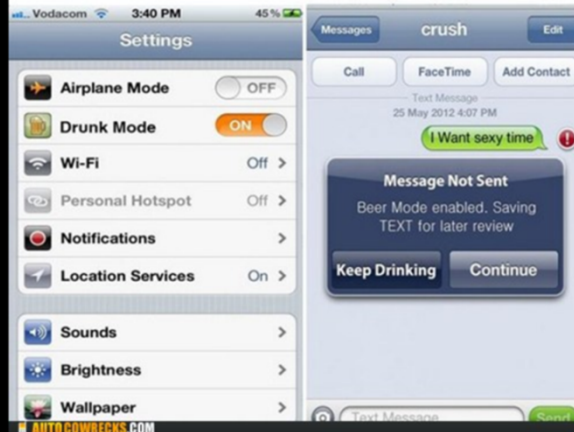 Vodacom 3:40 PM 45%
Settings
Airplane Mode OFF
Drunk Mode ON
Wi-Fi Off
Personal Hotspot Off
Notifications
Location Services On
Sounds
Brightness
Wallpaper
AUTOCOWRECKS.COM
Messages crush Edit
Call FaceTime Add Contact
Text Message
25 May 2012 4:07 PM
I Want sexy time
Message Not Sent
Beer Mode enabled. Saving
TEXT for later review
Keep Drinking Continue
Text Message Send